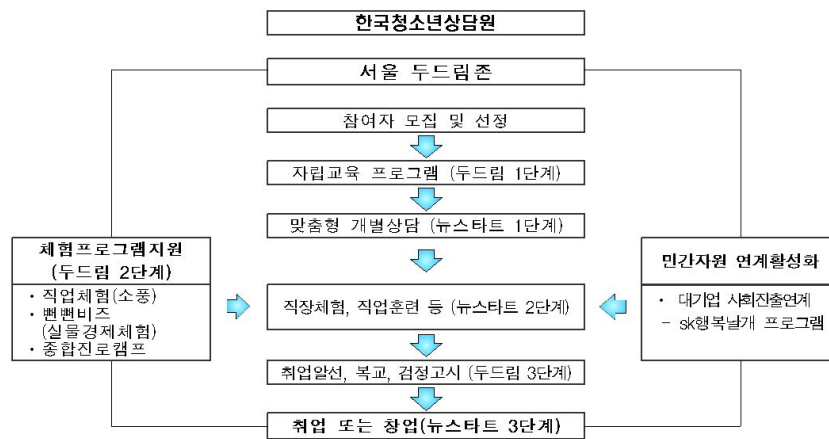 한국청소년상담원
서울 두드림존
참여자 모집 및 선정
자립교육 프로그램 (두드림 1단계)
맞춤형 개별상담 (뉴스타트 1단계)
체험프로그램지원
(두드림 2단계)
· 직업체험(소풍)
· 뻔뻔비즈
(실물경제체험)
· 종합진로캠프
직장체험, 직업훈련 등 (뉴스타트 2단계)
민간자원 연계활성화
· 대기업 사회진출연계
– sk행복날개 프로그램
취업알선, 복교, 검정고시 (두드림 3단계)
취업 또는 창업(뉴스타트 3단계)